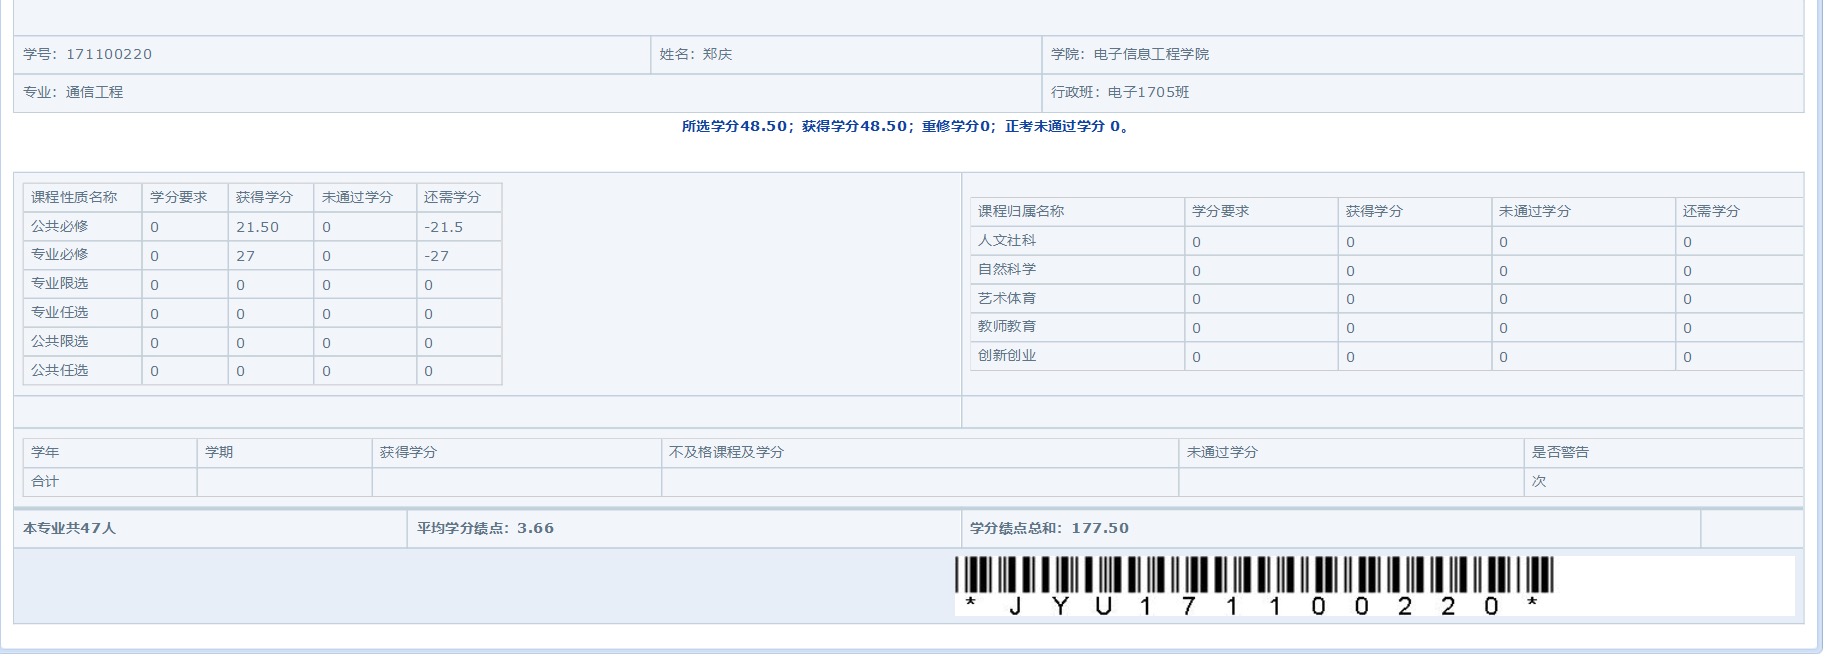 学号：171100220 姓名：郑庆 学院：电子信息工程学院
专业：通信工程 行政班：电子1705班
所选学分48.50；获得学分48.50；重修学分0；正考未通过学分 0。
课程性质名称 学分要求 获得学分 未通过学分 还需学分
公共必修 0 21.50 0 -21.5
专业必修 0 27 0 -27
专业限选 0 0 0 0
专业任选 0 0 0 0
公共限选 0 0 0 0
公共任选 0 0 0 0
课程归属名称 学分要求 获得学分 未通过学分 还需学分
人文社科 0 0 0 0
自然科学 0 0 0 0
艺术体育 0 0 0 0
教师教育 0 0 0 0
创新创业 0 0 0 0
学年 学期 获得学分 不及格课程及学分 未通过学分 是否警告
合计 次
本专业共47人 平均学分绩点：3.66 学分绩点总和：177.50
* J Y U 1 7 1 1 0 0 2 2 0 *